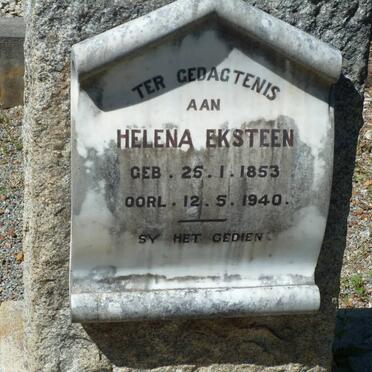 TER GEDAGTENIS
AAN
HELENA EKSTEEN
GEB . 25 . 1 . 1853
OORL . 12 . 5 . 1940 .
SY HET GEDIEN .